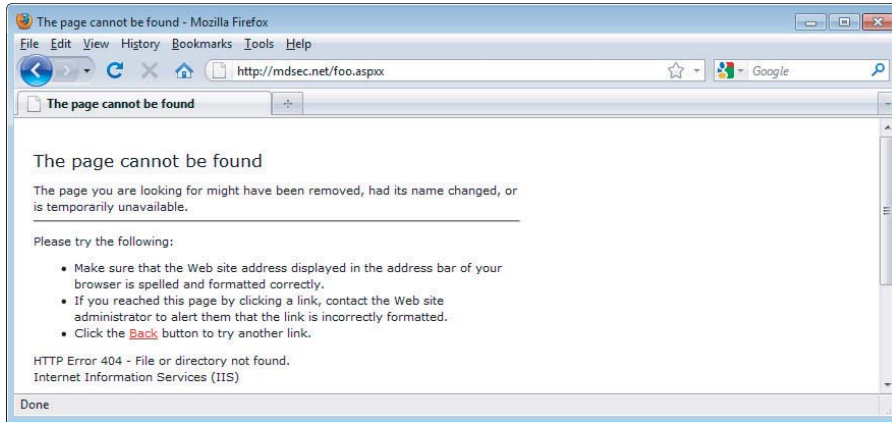 The page cannot be found - Mozilla Firefox
File Edit View History Bookmarks Tools Help
http://mdsec.net/foo.aspxx Google
The page cannot be found
The page cannot be found
The page you are looking for might have been removed, had its name changed, or
is temporarily unavailable.
Please try the following:
• Make sure that the Web site address displayed in the address bar of your
browser is spelled and formatted correctly.
• If you reached this page by clicking a link, contact the Web site
administrator to alert them that the link is incorrectly formatted.
• Click the Back button to try another link.
HTTP Error 404 - File or directory not found.
Internet Information Services (IIS)
Done